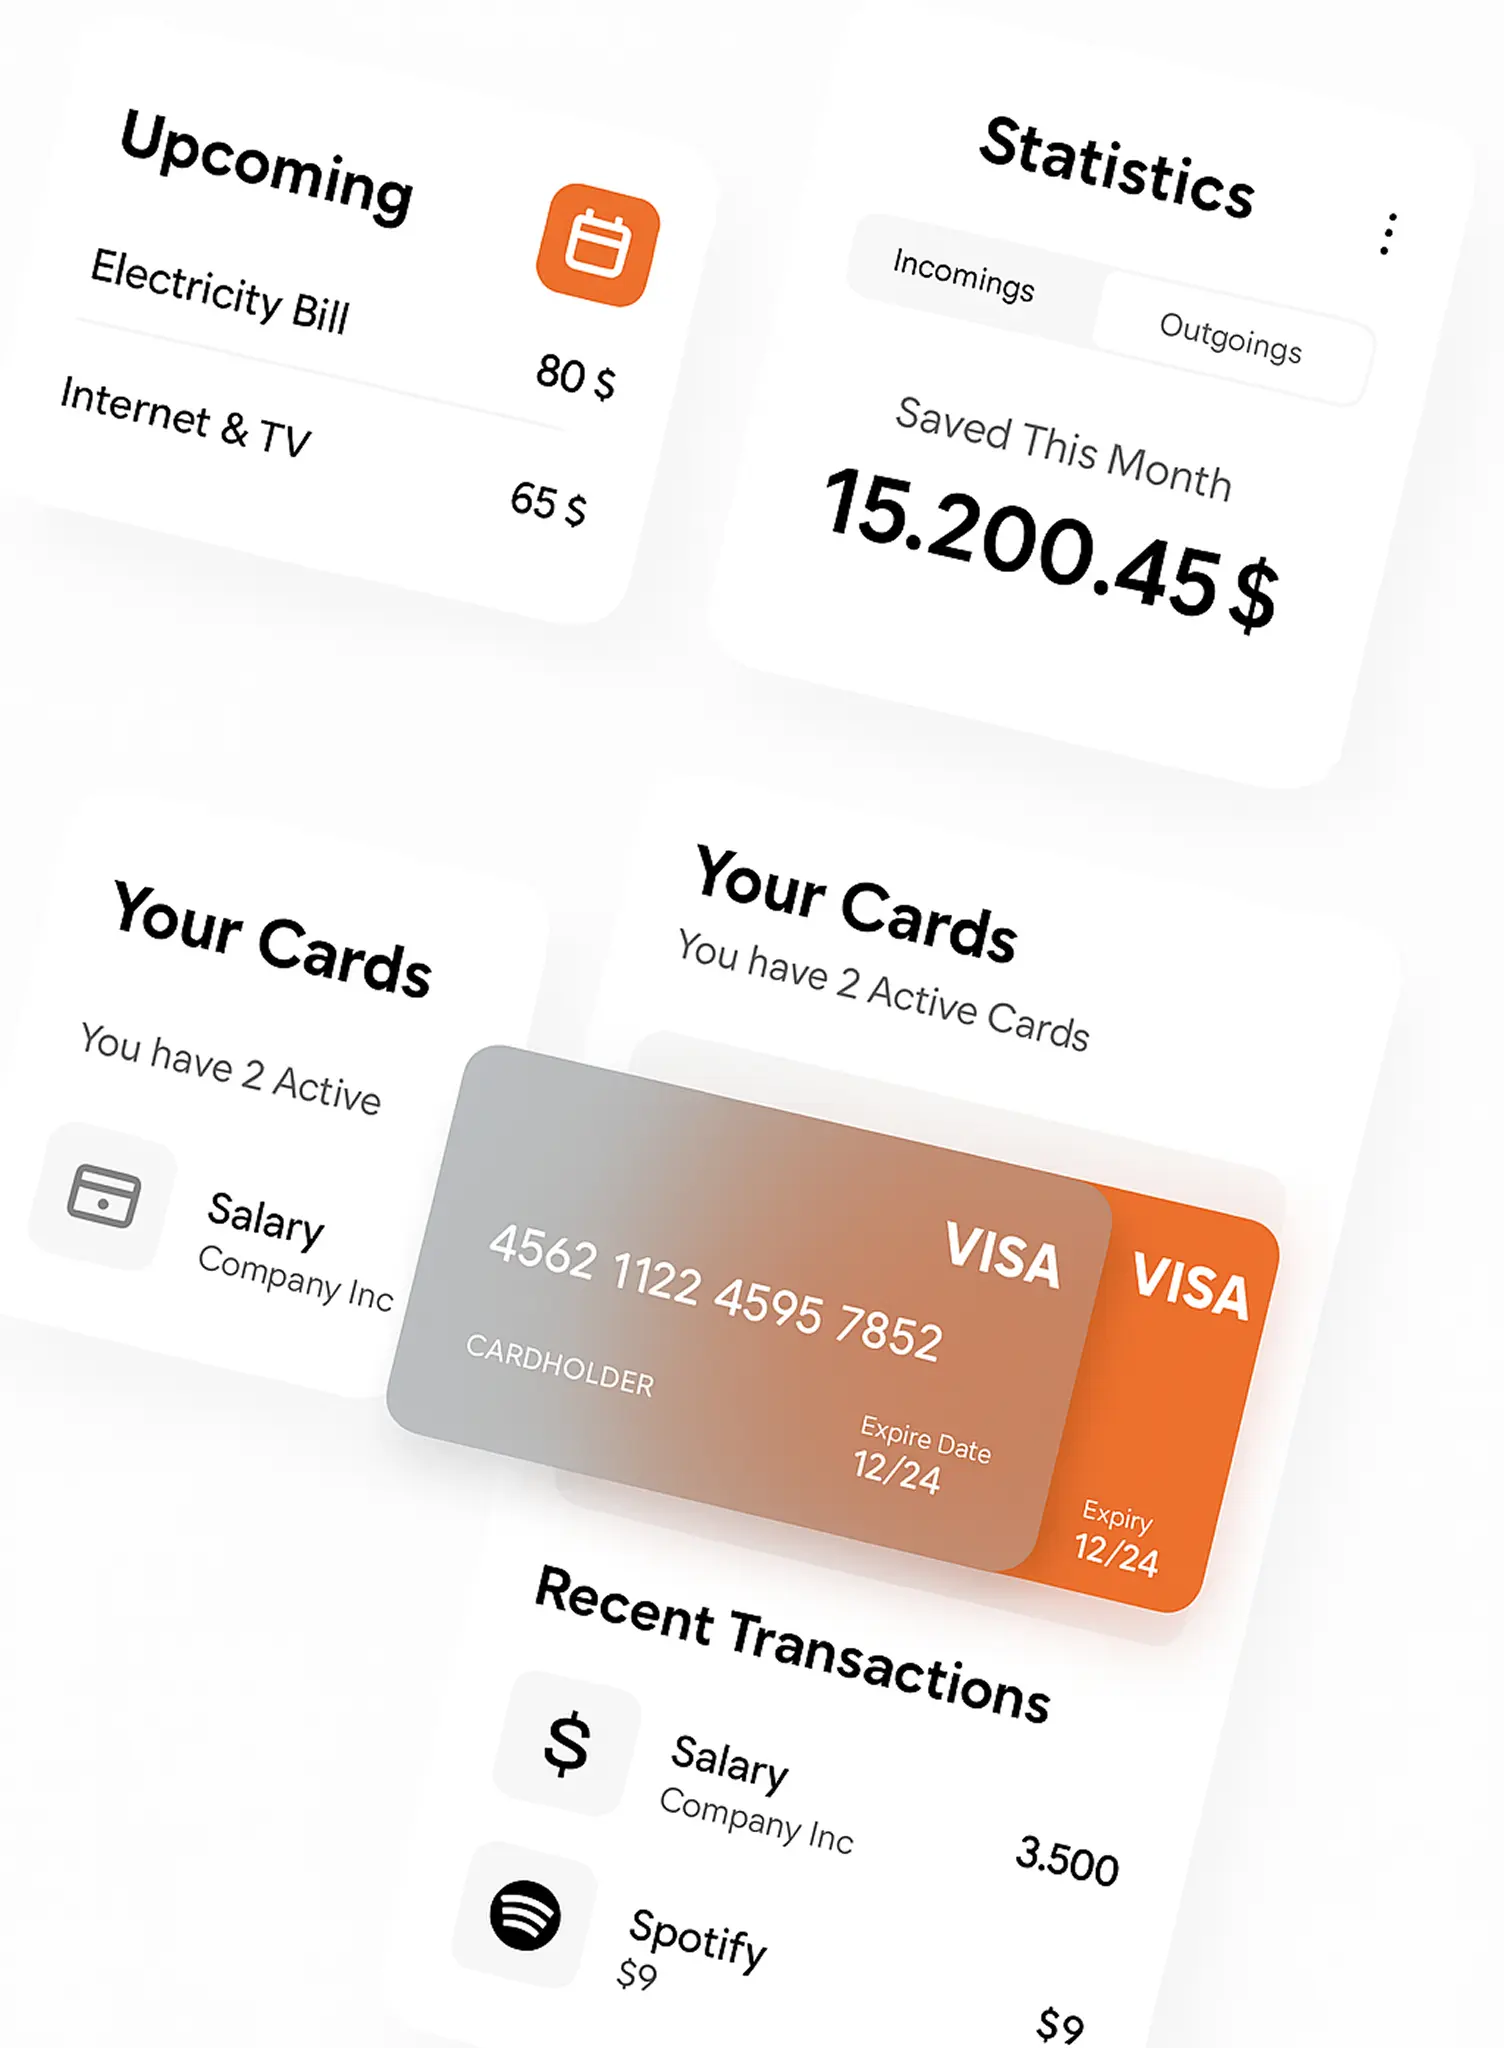 Upcoming
Electricity Bill
80 $
Internet & TV
65 $
Statistics
Incomings
Outgoings
Saved This Month
15.200.45 $
Your Cards
You have 2 Active
Salary
Company Inc
Your Cards
You have 2 Active Cards
VISA
4562 1122 4595 7852
CARDHOLDER
Expire Date
12/24
VISA
Expiry
12/24
Recent Transactions
$
Salary
Company Inc
3.500
Spotify
$9
$9